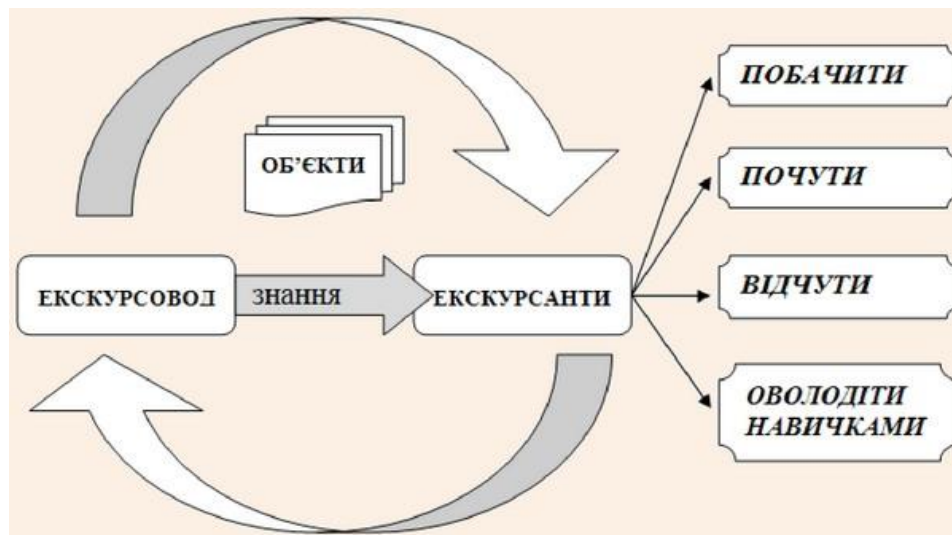 ОБ’ЄКТИ
ЕКСКУРСОВОД
знання
ЕКСКУРСАНТИ
ПОБАЧИТИ
ПОЧУТИ
ВІДЧУТИ
ОВОЛОДІТИ
НАВИЧКАМИ